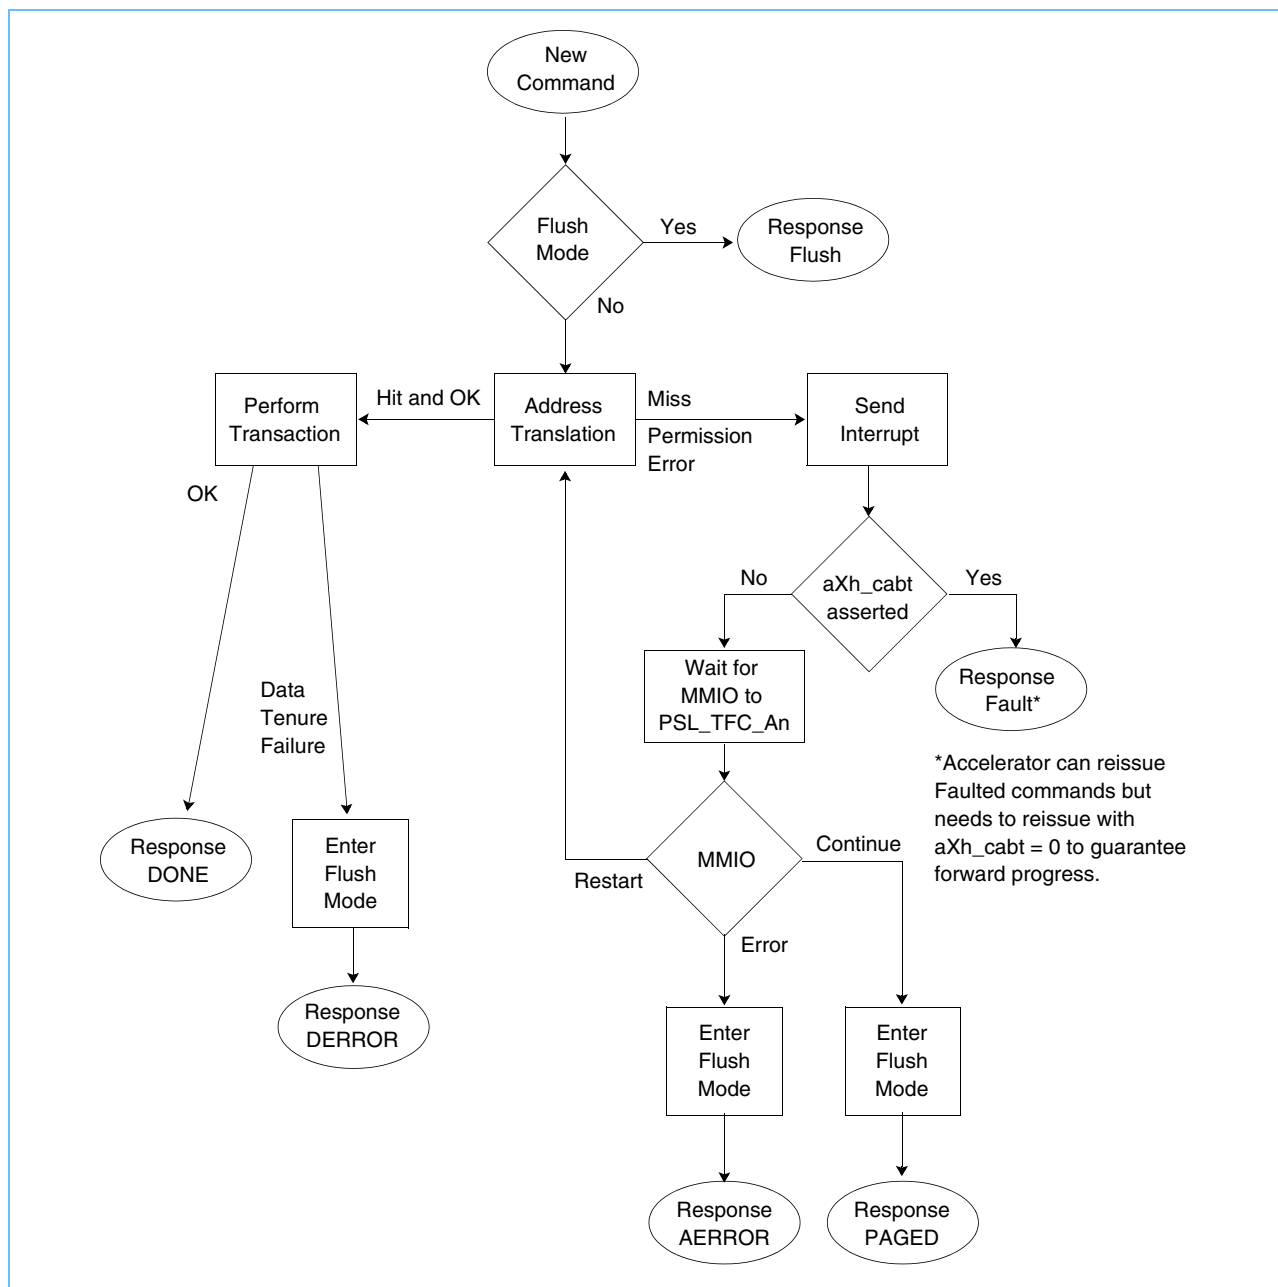 New
Command
Flush
Mode
Yes
Response
Flush
No
Perform
Transaction
Hit and OK
Address
Translation
Miss
Permission
Error
Send
Interrupt
OK
No
aXh_cabt
asserted
Yes
Wait for
MMIO to
PSL_TFC_An
Response
Fault*
Data
Tenure
Failure
*Accelerator can reissue
Faulted commands but
needs to reissue with
aXh_cabt = 0 to guarantee
forward progress.
Response
DONE
Enter
Flush
Mode
Restart
MMIO
Continue
Error
Response
DERROR
Enter
Flush
Mode
Enter
Flush
Mode
Response
AERROR
Response
PAGED